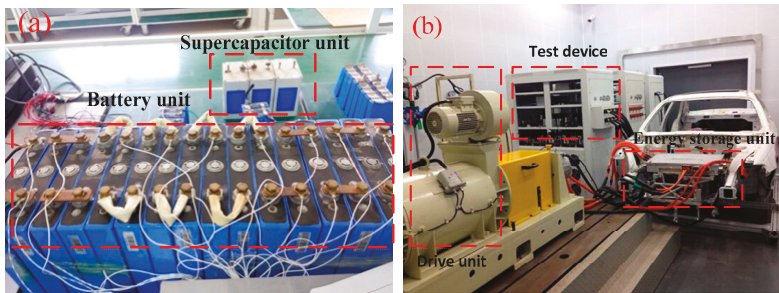 (a)
Supercapacitor unit
Battery unit
(b)
Test device
Energy storage unit
Drive unit